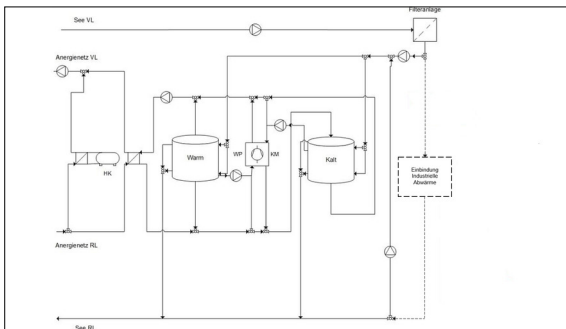 Filteranlage
See VL
Anergienetz VL
Warm
WP
KM
Kalt
HK
Einbindung
Industrielle
Abwärme
Anergienetz RL
See RL